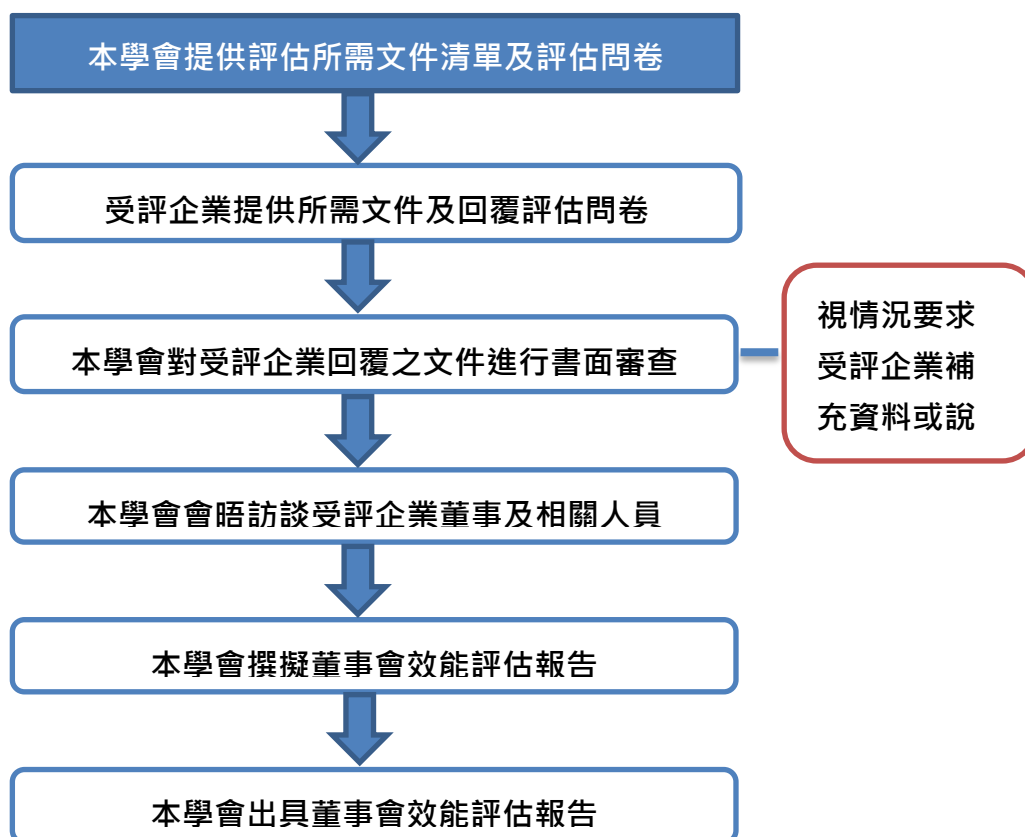 本學會提供評估所需文件清單及評估問卷
受評企業提供所需文件及回覆評估問卷
本學會對受評企業回覆之文件進行書面審查
視情況要求
受評企業補
充資料或說
本學會會晤訪談受評企業董事及相關人員
本學會撰擬董事會效能評估報告
本學會出具董事會效能評估報告